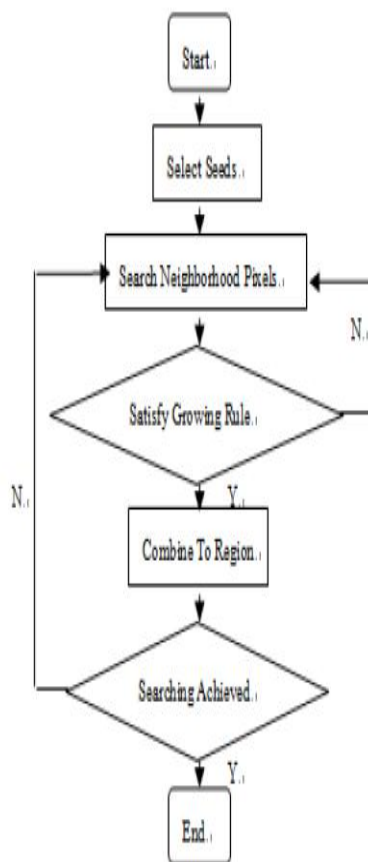 Start.
Select Seeds.
Search Neighborhood Pixels.
N.
Satisfy Growing Rule.
Y.
N.
Combine To Region.
Searching Achieved.
Y.
End.